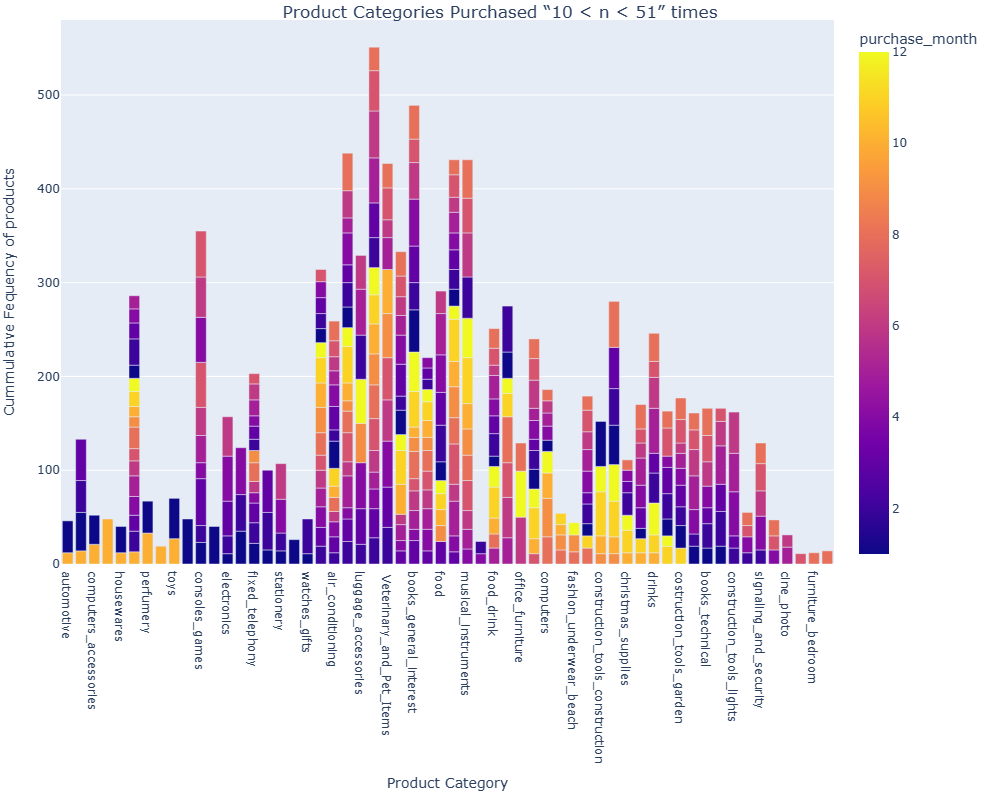 Product Categories Purchased “10 < n < 51” times
purchase_month
12
10
8
6
4
2
Cummulative Fequency of products
500
400
300
200
100
0
automotive
computers_accessories
housewares
perfumery
toys
consoles_games
electronics
fixed_telephony
stationery
watches_gifts
air_conditioning
luggage_accessories
Veterinary_and_Pet_Items
books_general_interest
food
musical_instruments
food_drink
office_furniture
computers
fashion_underwear_beach
construction_tools_construction
christmas_supplies
drinks
costruction_tools_garden
books_technical
construction_tools_lights
signaling_and_security
cine_photo
furniture_bedroom
Product Category